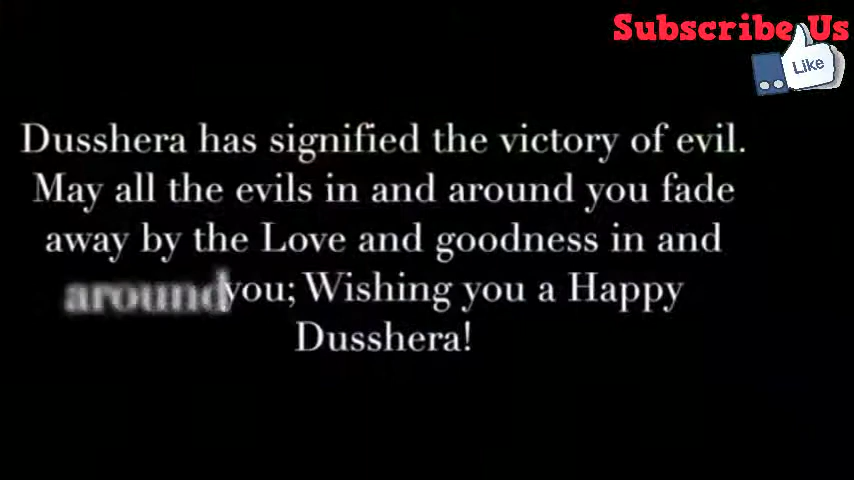 Subscribe Us
Like
Dusshera has signified the victory of evil.
May all the evils in and around you fade
away by the Love and goodness in and
around you; Wishing you a Happy
Dusshera!